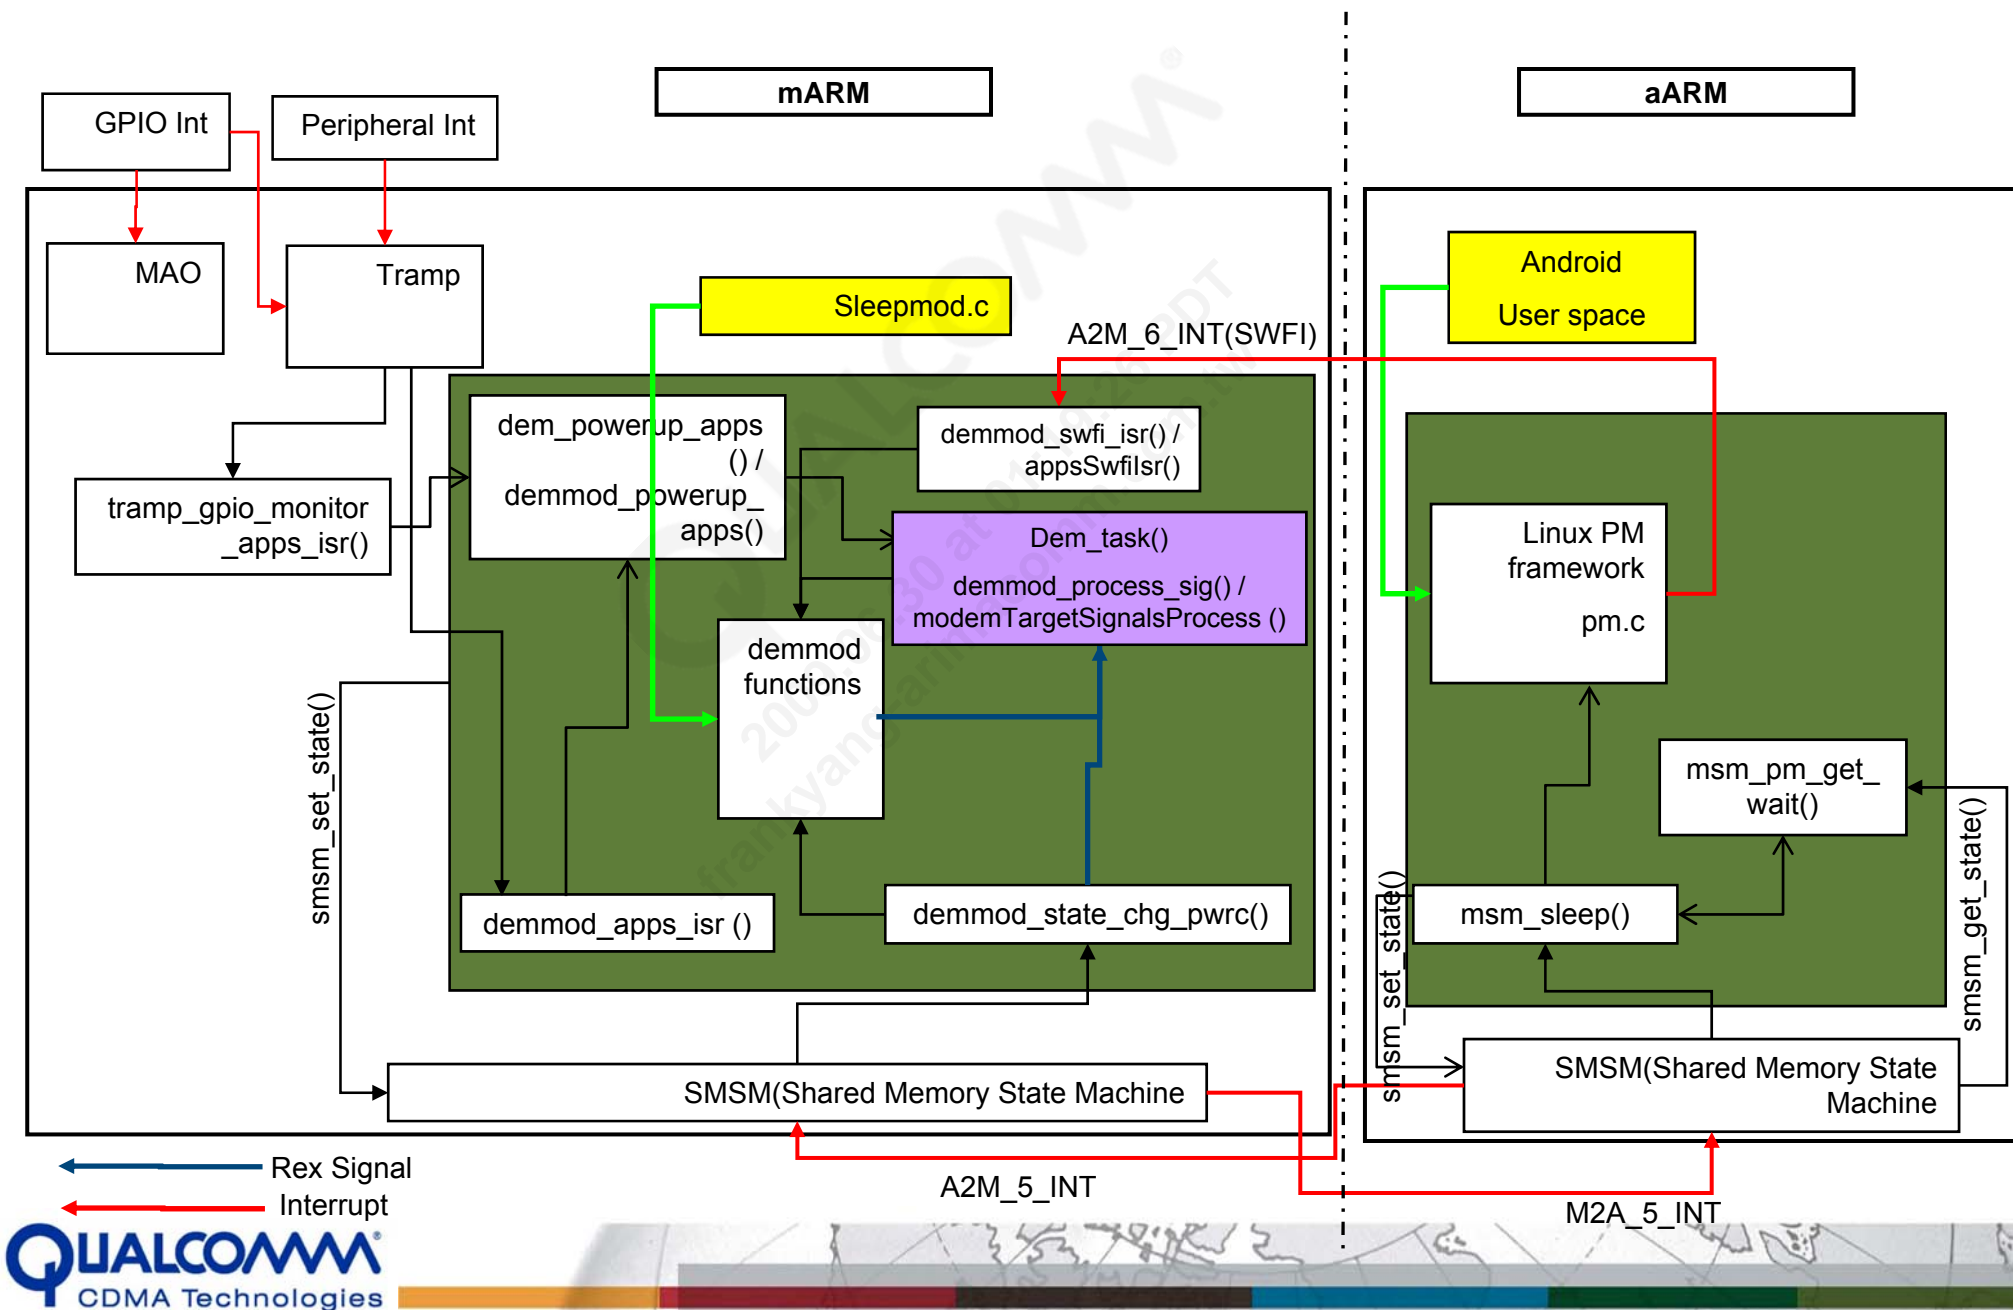 mARM
aARM
GPIO Int
Peripheral Int
MAO
Tramp
Sleepmod.c
Android
User space
A2M_6_INT(SWFI)
dem_powerup_apps
() /
demmod_powerup_
apps()
demmod_swfi_isr() /
appsSwfiIsr()
tramp_gpio_monitor
_apps_isr()
Dem_task()
demmod_process_sig() /
modemTargetSignalsProcess ()
Linux PM
framework
pm.c
demmod
functions
smsm_set_state()
msm_pm_get_
wait()
demmod_apps_isr ()
demmod_state_chg_pwrc()
msm_sleep()
smsm_set_state()
smsm_get_state()
SMSM(Shared Memory State Machine
SMSM(Shared Memory State
Machine
Rex Signal
Interrupt
A2M_5_INT
M2A_5_INT
QUALCOMM®
CDMA Technologies
QUALCOMM®